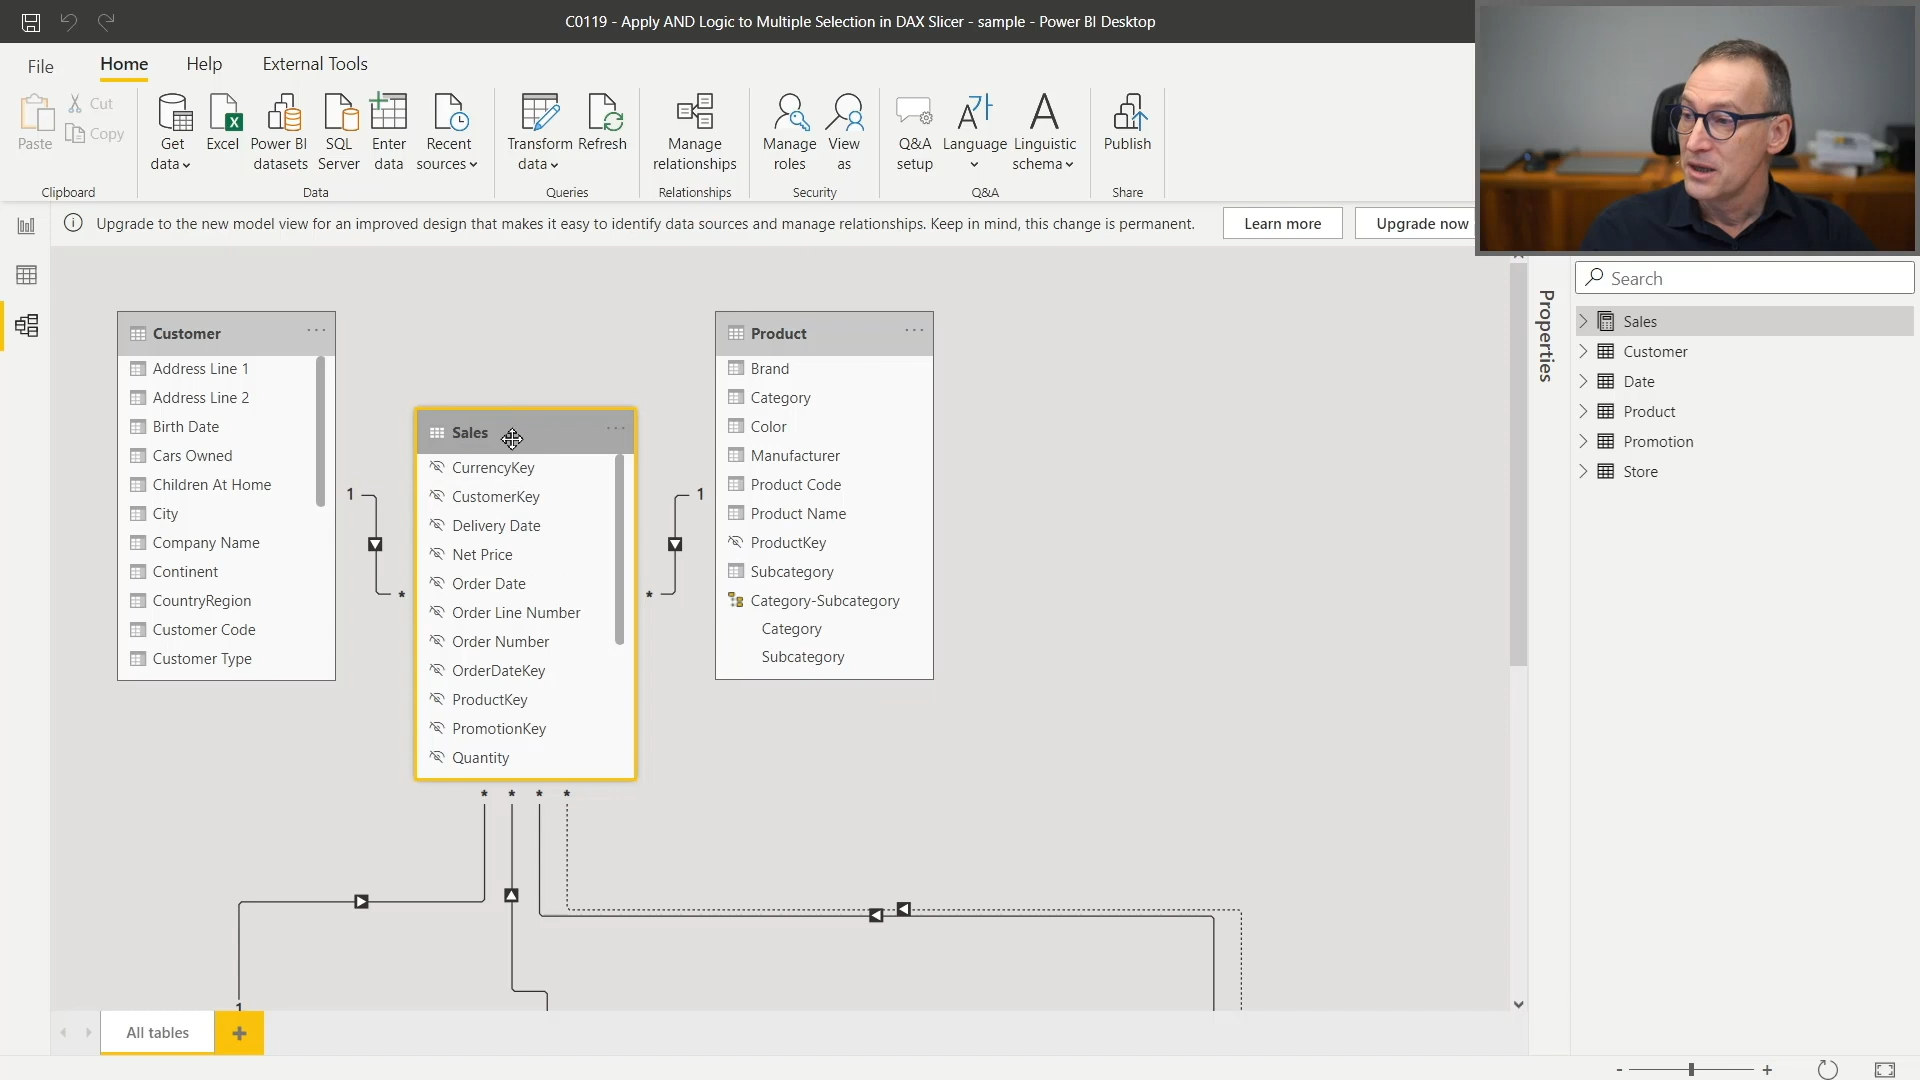 C0119 - Apply AND Logic to Multiple Selection in DAX Slicer - sample - Power BI Desktop
File
Home
Help
External Tools
Paste
Cut
Copy
Clipboard
Get data
Excel
Power BI datasets
SQL Server
Enter data
Recent sources
Data
Transform data
Refresh
Queries
Manage relationships
Relationships
Manage roles
View as
Security
Q&A setup
Language
Linguistic schema
Q&A
Publish
Share
Upgrade to the new model view for an improved design that makes it easy to identify data sources and manage relationships. Keep in mind, this change is permanent.
Learn more
Upgrade now
Customer
Address Line 1
Address Line 2
Birth Date
Cars Owned
Children At Home
City
Company Name
Continent
CountryRegion
Customer Code
Customer Type
1
*
Sales
CurrencyKey
CustomerKey
Delivery Date
Net Price
Order Date
Order Line Number
Order Number
OrderDateKey
ProductKey
PromotionKey
Quantity
1
*
Product
Brand
Category
Color
Manufacturer
Product Code
Product Name
ProductKey
Subcategory
Category-Subcategory
Category
Subcategory
* * * *
1
Properties
Search
Sales
Customer
Date
Product
Promotion
Store
All tables
+
- +